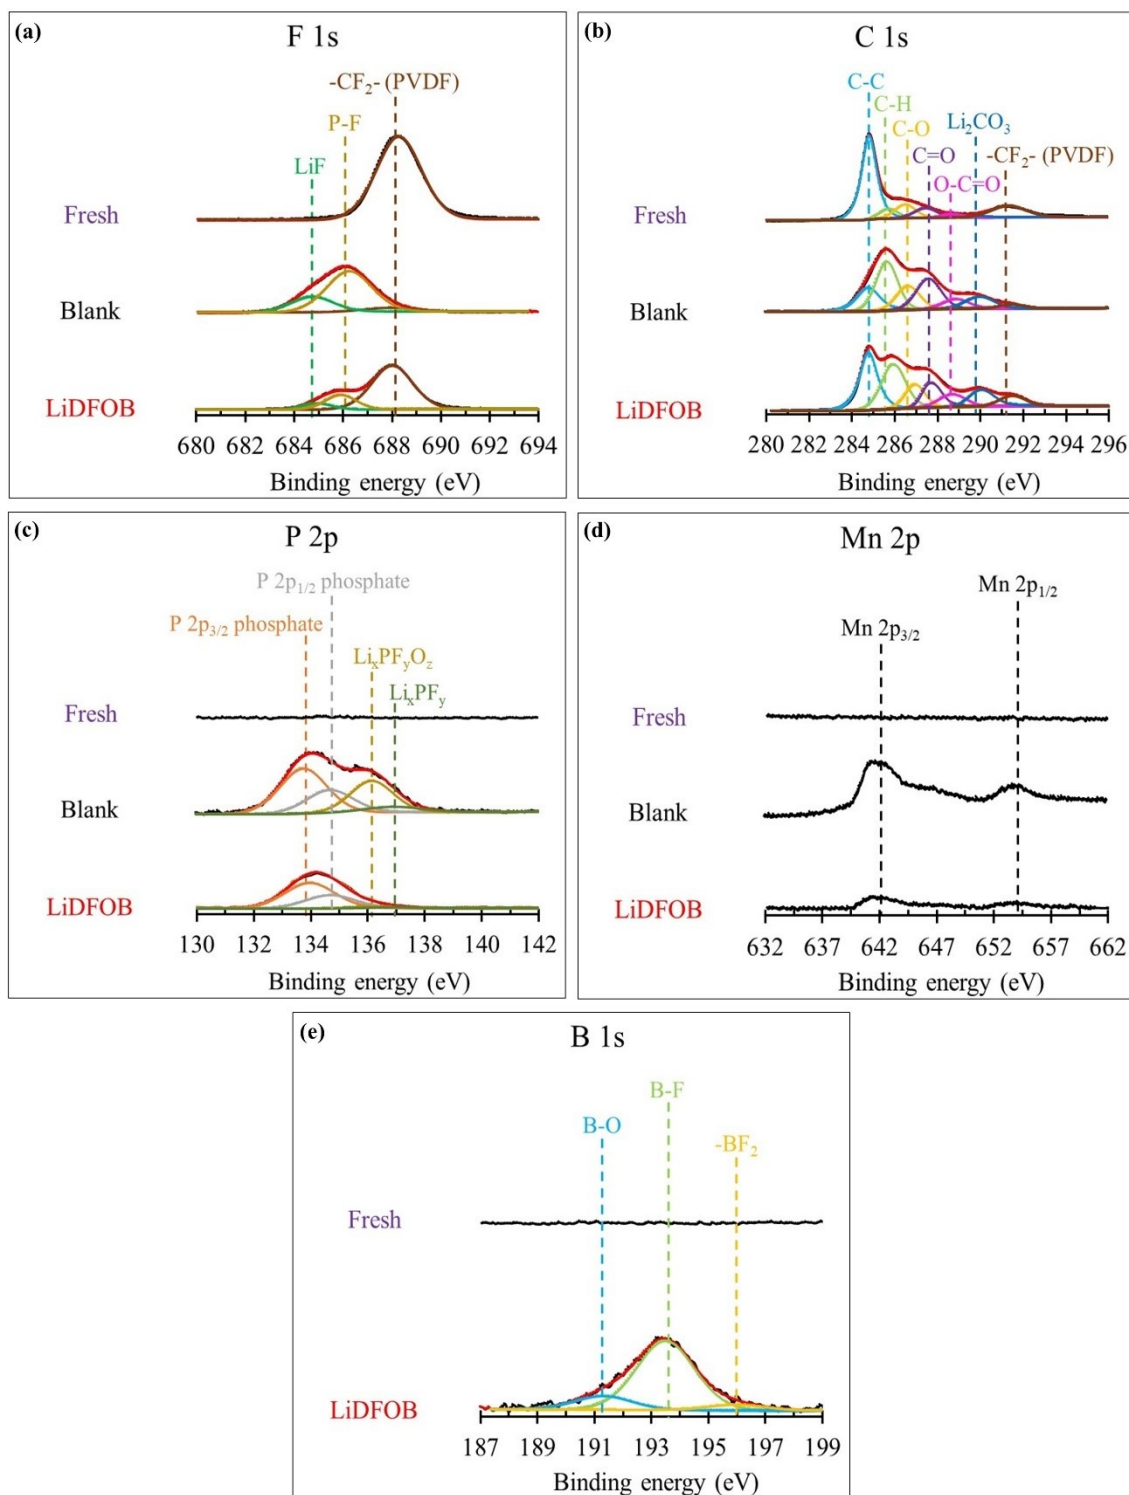 (a)
F 1s
-CF₂- (PVDF)
P-F
LiF
Fresh
Blank
LiDFOB
680 682 684 686 688 690 692 694
Binding energy (eV)
(b)
C 1s
C-C
C-H
C-O
Li₂CO₃
C=O
-CF₂- (PVDF)
O-C=O
Fresh
Blank
LiDFOB
280 282 284 286 288 290 292 294 296
Binding energy (eV)
(c)
P 2p
P 2p₁/₂ phosphate
P 2p₃/₂ phosphate
LiₓPFᵧO𝓏
LiₓPFᵧ
Fresh
Blank
LiDFOB
130 132 134 136 138 140 142
Binding energy (eV)
(d)
Mn 2p
Mn 2p₁/₂
Mn 2p₃/₂
Fresh
Blank
LiDFOB
632 637 642 647 652 657 662
Binding energy (eV)
(e)
B 1s
B-F
B-O
-BF₂
Fresh
LiDFOB
187 189 191 193 195 197 199
Binding energy (eV)